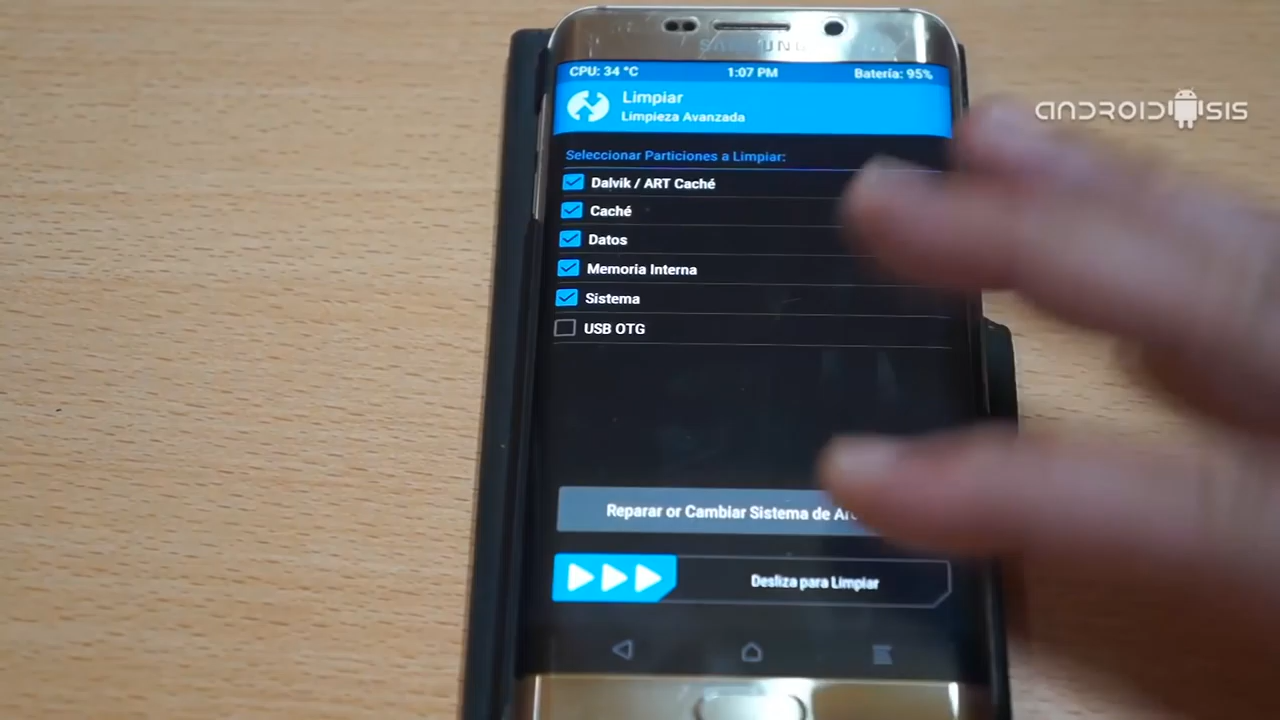 SAMSUNG
CPU: 34 °C 1:07 PM Batería: 95%
Limpiar
Limpieza Avanzada
ANDROIDSIS
Seleccionar Particiones a Limpiar:
Dalvik / ART Caché
Caché
Datos
Memoria Interna
Sistema
USB OTG
Reparar or Cambiar Sistema de
Desliza para Limpiar